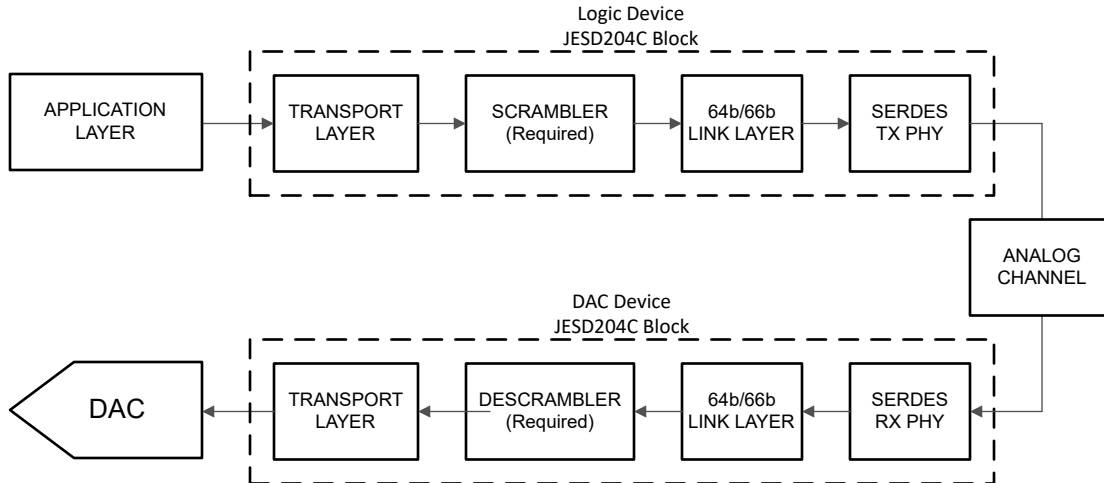 Logic Device
JESD204C Block
APPLICATION
LAYER
TRANSPORT
LAYER
SCRAMBLER
(Required)
64b/66b
LINK LAYER
SERDES
TX PHY
ANALOG
CHANNEL
DAC Device
JESD204C Block
DAC
TRANSPORT
LAYER
DESCRAMBLER
(Required)
64b/66b
LINK LAYER
SERDES
RX PHY